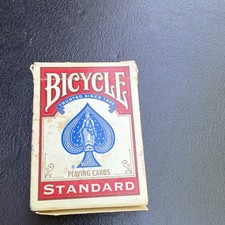 BICYCLE
TRUSTED SINCE 1885
PLAYING CARDS
STANDARD